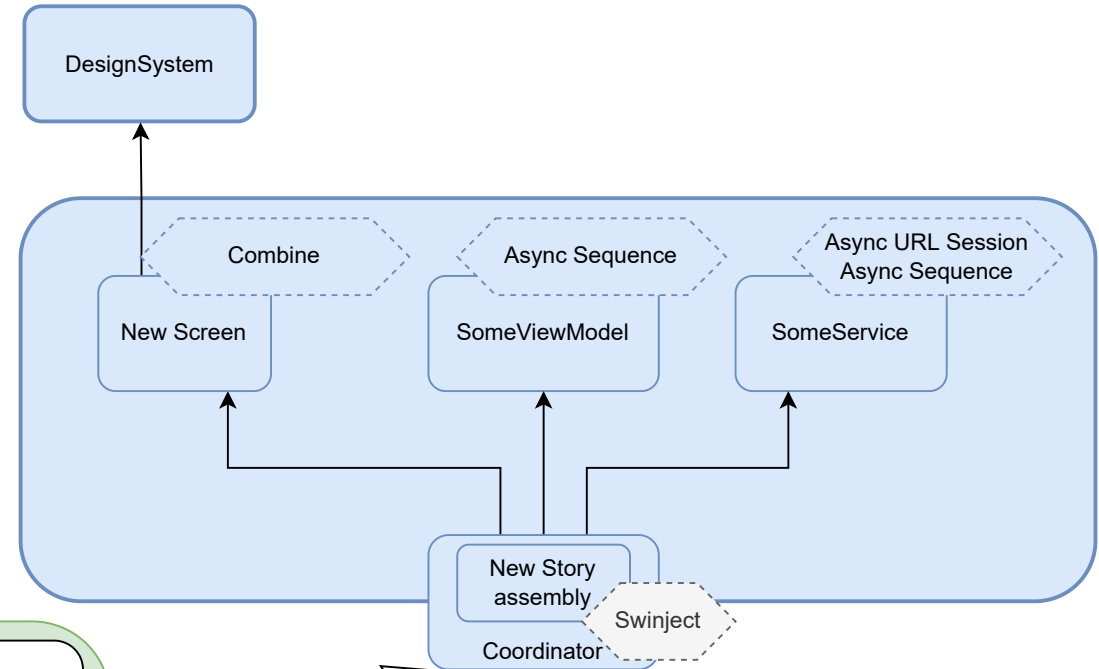 DesignSystem
Combine
Async Sequence
Async URL Session
Async Sequence
New Screen
SomeViewModel
SomeService
New Story
assembly
Swinject
Coordinator